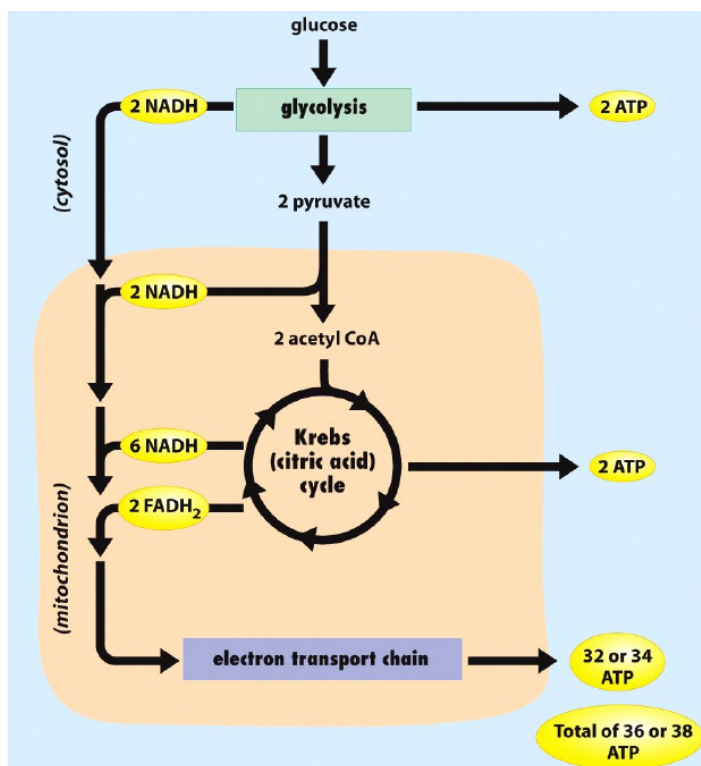 glucose
2 NADH
glycolysis
2 ATP
(cytosol)
2 pyruvate
2 NADH
2 acetyl CoA
6 NADH
Krebs
(citric acid)
cycle
2 ATP
2 FADH₂
(mitochondrion)
electron transport chain
32 or 34
ATP
Total of 36 or 38
ATP